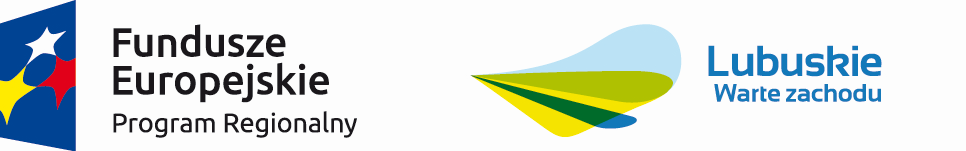 Fundusze
Europejskie
Program Regionalny
Lubuskie
Warte zachodu